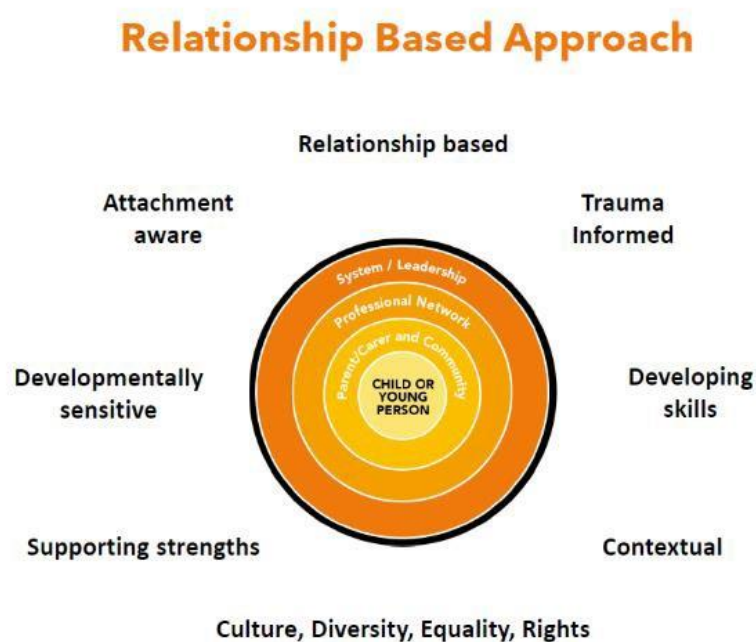 Relationship Based Approach
Relationship based
Attachment
aware
Trauma
Informed
System / Leadership
Professional Network
Parent/Carer and Community
CHILD OR
YOUNG
PERSON
Developmentally
sensitive
Developing
skills
Supporting strengths
Contextual
Culture, Diversity, Equality, Rights